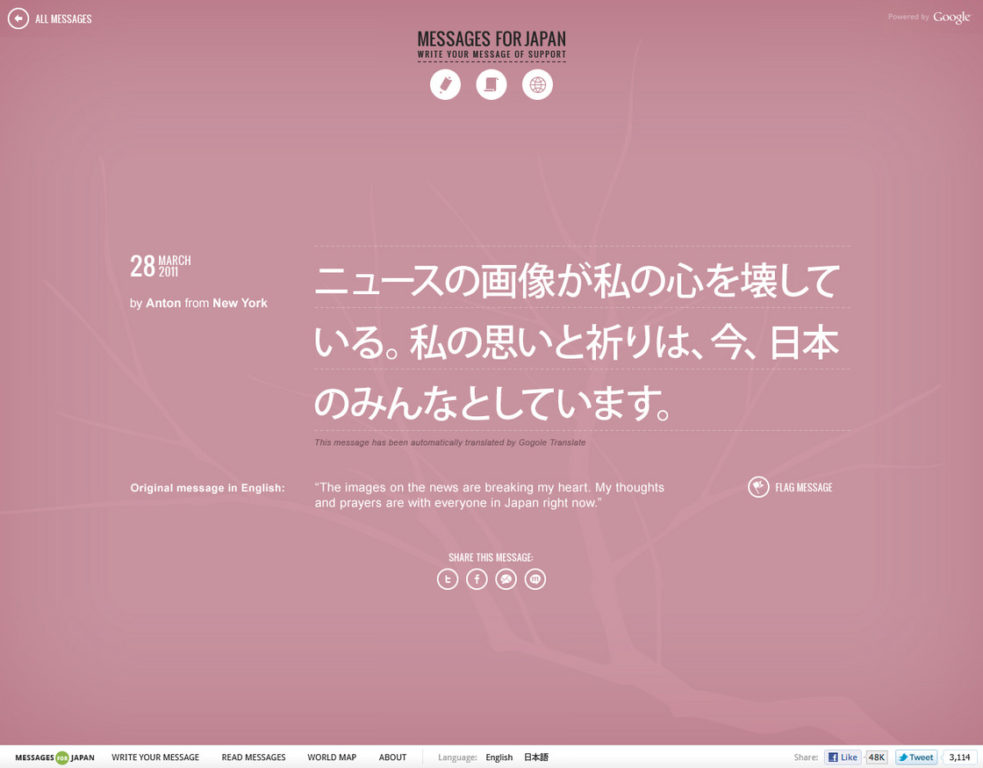 ALL MESSAGES
Powered by Google
MESSAGES FOR JAPAN
WRITE YOUR MESSAGE OF SUPPORT
28 MARCH 2011
by Anton from New York
ニュースの画像が私の心を壊して
いる。私の思いと祈りは、今、日本
のみんなとしています。
This message has been automatically translated by Gogole Translate
Original message in English:
“The images on the news are breaking my heart. My thoughts
and prayers are with everyone in Japan right now.”
FLAG MESSAGE
SHARE THIS MESSAGE:
MESSAGES FOR JAPAN WRITE YOUR MESSAGE READ MESSAGES WORLD MAP ABOUT Language: English 日本語 Share: Like 48K Tweet 3,114